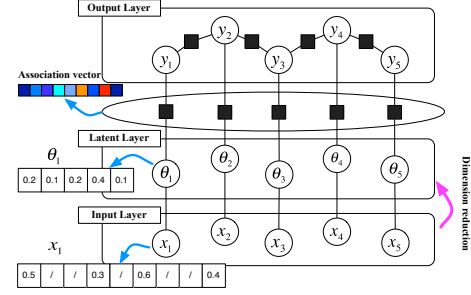 Output Layer
y1 y2 y3 y4 y5
Association vector
Latent Layer
θ1
0.2 0.1 0.2 0.4 0.1
θ1 θ2 θ3 θ4 θ5
Dimension reduction
Input Layer
x1
0.5 / / 0.3 / 0.6 / / 0.4
x1 x2 x3 x4 x5